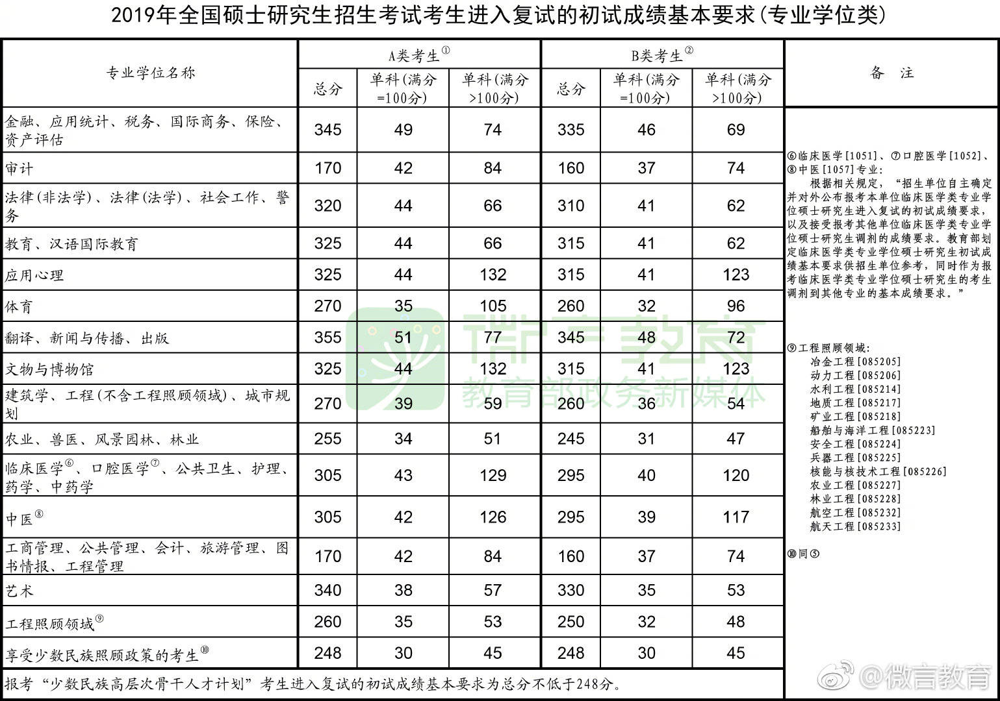 2019年全国硕士研究生招生考试考生进入复试的初试成绩基本要求(专业学位类)
专业学位名称 A类考生① B类考生② 备 注
总分 单科(满分=100分) 单科(满分>100分) 总分 单科(满分=100分) 单科(满分>100分)
金融、应用统计、税务、国际商务、保险、
资产评估 345 49 74 335 46 69
审计 170 42 84 160 37 74
法律(非法学)、法律(法学)、社会工作、警
务 320 44 66 310 41 62
教育、汉语国际教育 325 44 66 315 41 62
应用心理 325 44 132 315 41 123
体育 270 35 105 260 32 96
翻译、新闻与传播、出版 355 51 77 345 48 72
文物与博物馆 325 44 132 315 41 123
建筑学、工程(不含工程照顾领域)、城市规
划 270 39 59 260 36 54
农业、兽医、风景园林、林业 255 34 51 245 31 47
临床医学⑥、口腔医学⑦、公共卫生、护理、
药学、中药学 305 43 129 295 40 120
中医⑧ 305 42 126 295 39 117
工商管理、公共管理、会计、旅游管理、图
书情报、工程管理 170 42 84 160 37 74
艺术 340 38 57 330 35 53
工程照顾领域⑨ 260 35 53 250 32 48
享受少数民族照顾政策的考生⑩ 248 30 45 248 30 45
报考“少数民族高层次骨干人才计划”考生进入复试的初试成绩基本要求为总分不低于248分。
⑥临床医学[1051]、⑦口腔医学[1052]、
⑧中医[1057]专业:
根据相关规定，“招生单位自主确定
并对外公布报考本单位临床医学类专业学
位硕士研究生进入复试的初试成绩要求，
以及接受报考其他单位临床医学类专业学
位硕士研究生调剂的成绩要求。教育部划
定临床医学类专业学位硕士研究生初试成
绩基本要求供招生单位参考，同时作为报
考临床医学类专业学位硕士研究生的考生
调剂到其他专业的基本成绩要求。”
⑨工程照顾领域:
冶金工程[085205]
动力工程[085206]
水利工程[085214]
地质工程[085217]
矿业工程[085218]
船舶与海洋工程[085223]
安全工程[085224]
兵器工程[085225]
核能与核技术工程[085226]
农业工程[085227]
林业工程[085228]
航空工程[085232]
航天工程[085233]
⑩同⑤
微言教育
教育部政务新媒体
@微言教育